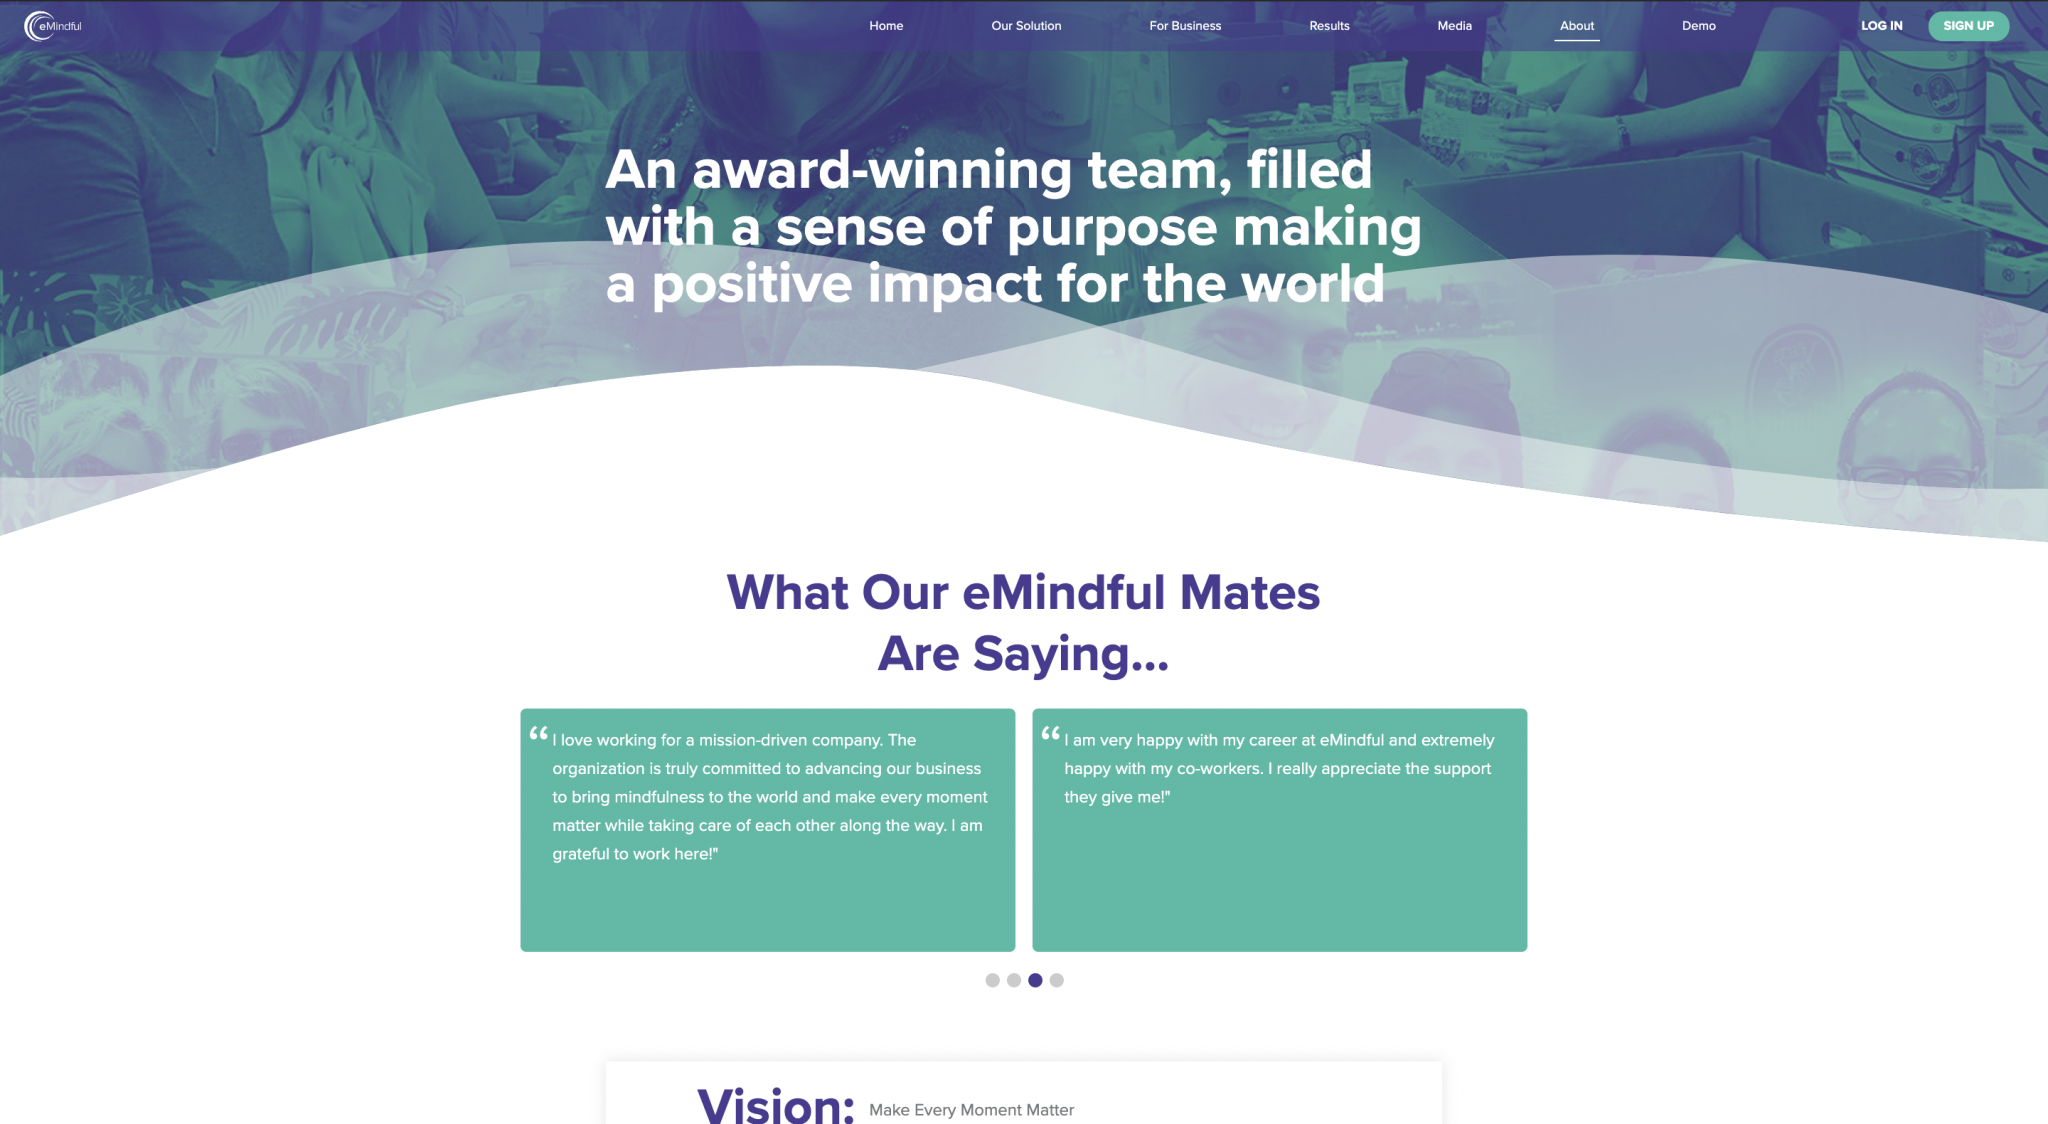 eMindful
Home
Our Solution
For Business
Results
Media
About
Demo
LOG IN
SIGN UP
An award-winning team, filled
with a sense of purpose making
a positive impact for the world
What Our eMindful Mates
Are Saying...
“ I love working for a mission-driven company. The
organization is truly committed to advancing our business
to bring mindfulness to the world and make every moment
matter while taking care of each other along the way. I am
grateful to work here!"
“ I am very happy with my career at eMindful and extremely
happy with my co-workers. I really appreciate the support
they give me!"
Vision: Make Every Moment Matter